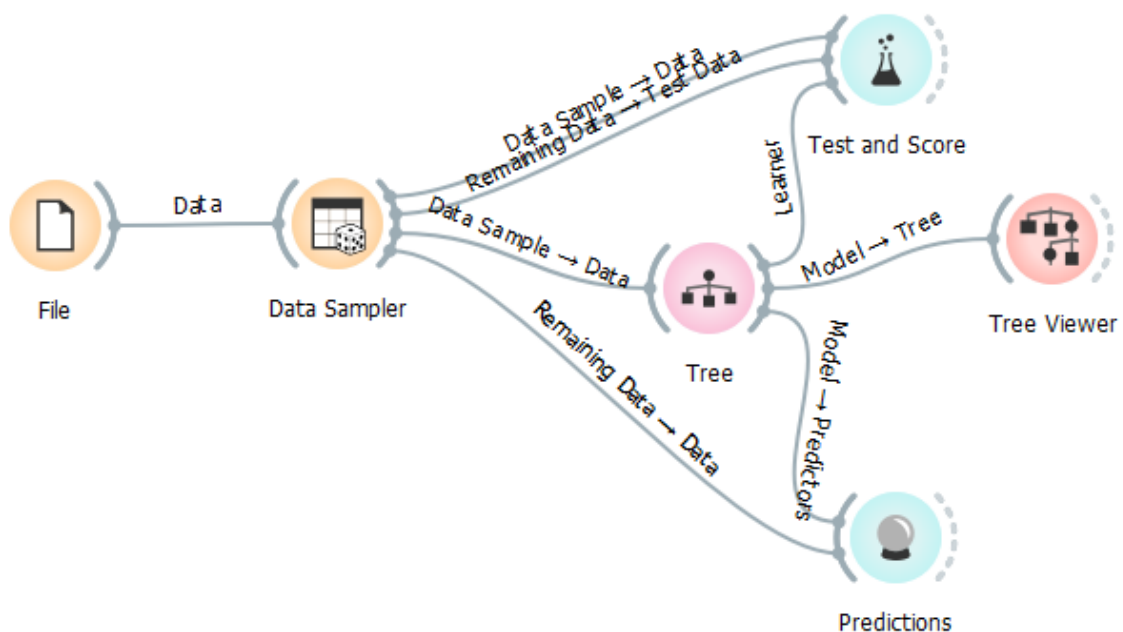 Data Sample → Data
Remaining Data → Test Data
Test and Score
Learner
Data
Data Sample → Data
Model → Tree
File
Data Sampler
Tree Viewer
Remaining Data → Data
Tree
Model → Predictors
Predictions